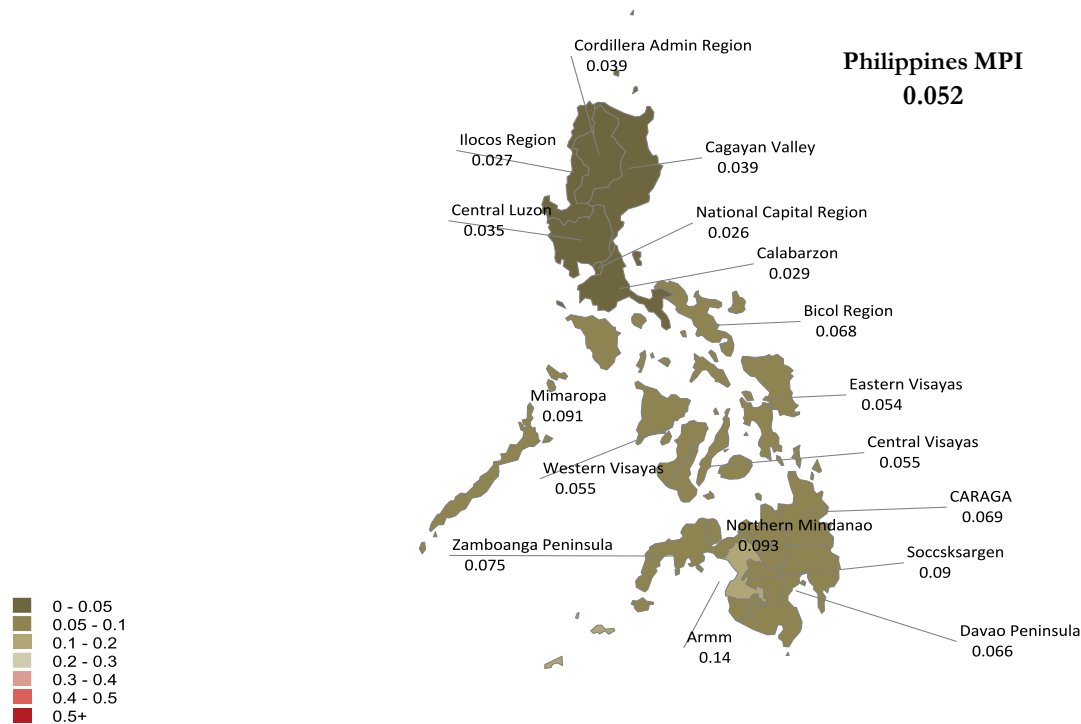 Cordillera Admin Region
0.039
Philippines MPI
0.052
Ilocos Region
0.027
Cagayan Valley
0.039
Central Luzon
0.035
National Capital Region
0.026
Calabarzon
0.029
Bicol Region
0.068
Mimaropa
0.091
Eastern Visayas
0.054
Western Visayas
0.055
Central Visayas
0.055
CARAGA
0.069
Northern Mindanao
0.093
Zamboanga Peninsula
0.075
Soccsksargen
0.09
Armm
0.14
Davao Peninsula
0.066
0 - 0.05
0.05 - 0.1
0.1 - 0.2
0.2 - 0.3
0.3 - 0.4
0.4 - 0.5
0.5+